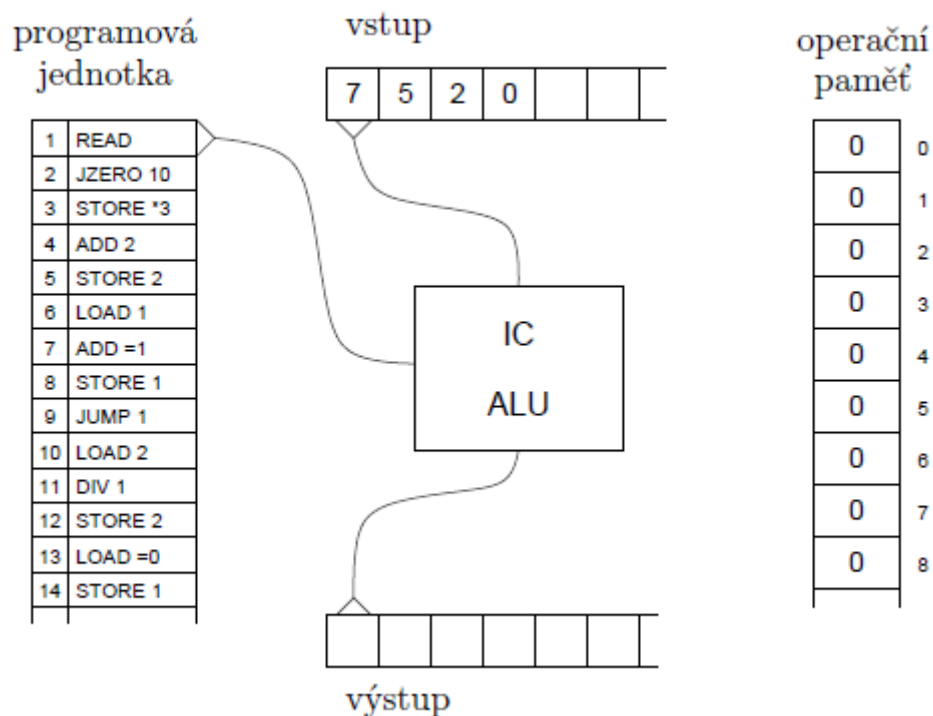 programová
jednotka
1 READ
2 JZERO 10
3 STORE *3
4 ADD 2
5 STORE 2
6 LOAD 1
7 ADD =1
8 STORE 1
9 JUMP 1
10 LOAD 2
11 DIV 1
12 STORE 2
13 LOAD =0
14 STORE 1
vstup
7 5 2 0
IC
ALU
výstup
operační
paměť
0 0
0 1
0 2
0 3
0 4
0 5
0 6
0 7
0 8